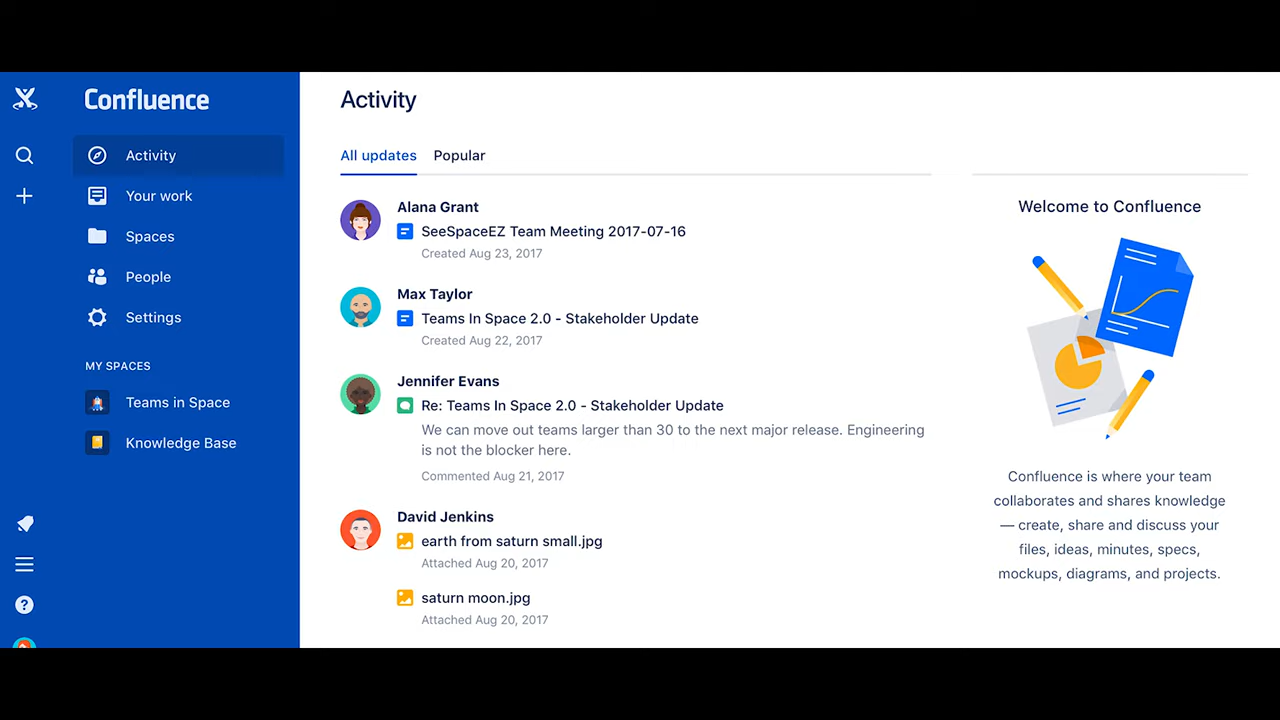 Confluence
Activity
Your work
Spaces
People
Settings
MY SPACES
Teams in Space
Knowledge Base
Activity
All updates
Popular
Alana Grant
SeeSpaceEZ Team Meeting 2017-07-16
Created Aug 23, 2017
Max Taylor
Teams In Space 2.0 - Stakeholder Update
Created Aug 22, 2017
Jennifer Evans
Re: Teams In Space 2.0 - Stakeholder Update
We can move out teams larger than 30 to the next major release. Engineering
is not the blocker here.
Commented Aug 21, 2017
David Jenkins
earth from saturn small.jpg
Attached Aug 20, 2017
saturn moon.jpg
Attached Aug 20, 2017
Welcome to Confluence
Confluence is where your team
collaborates and shares knowledge
— create, share and discuss your
files, ideas, minutes, specs,
mockups, diagrams, and projects.